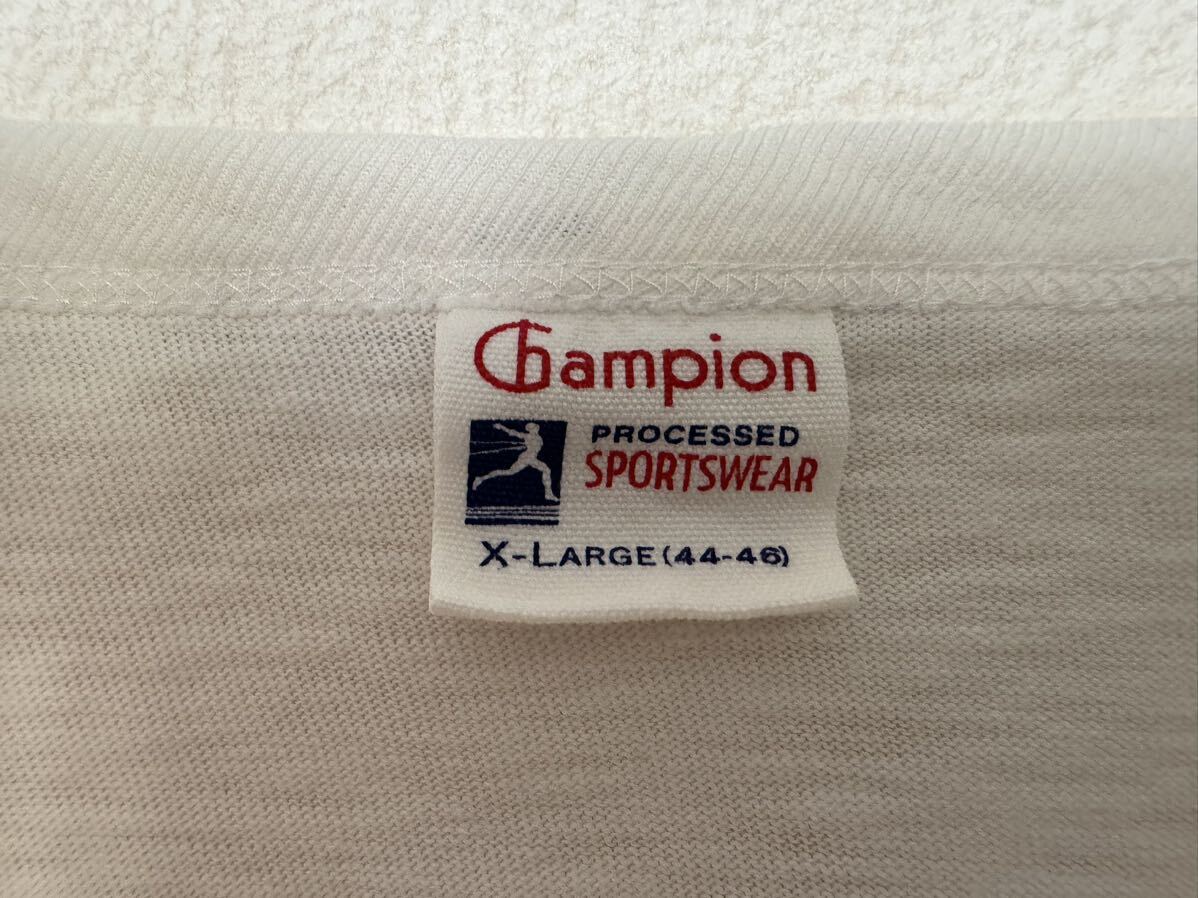 Champion
PROCESSED
SPORTSWEAR
X-LARGE (44-46)